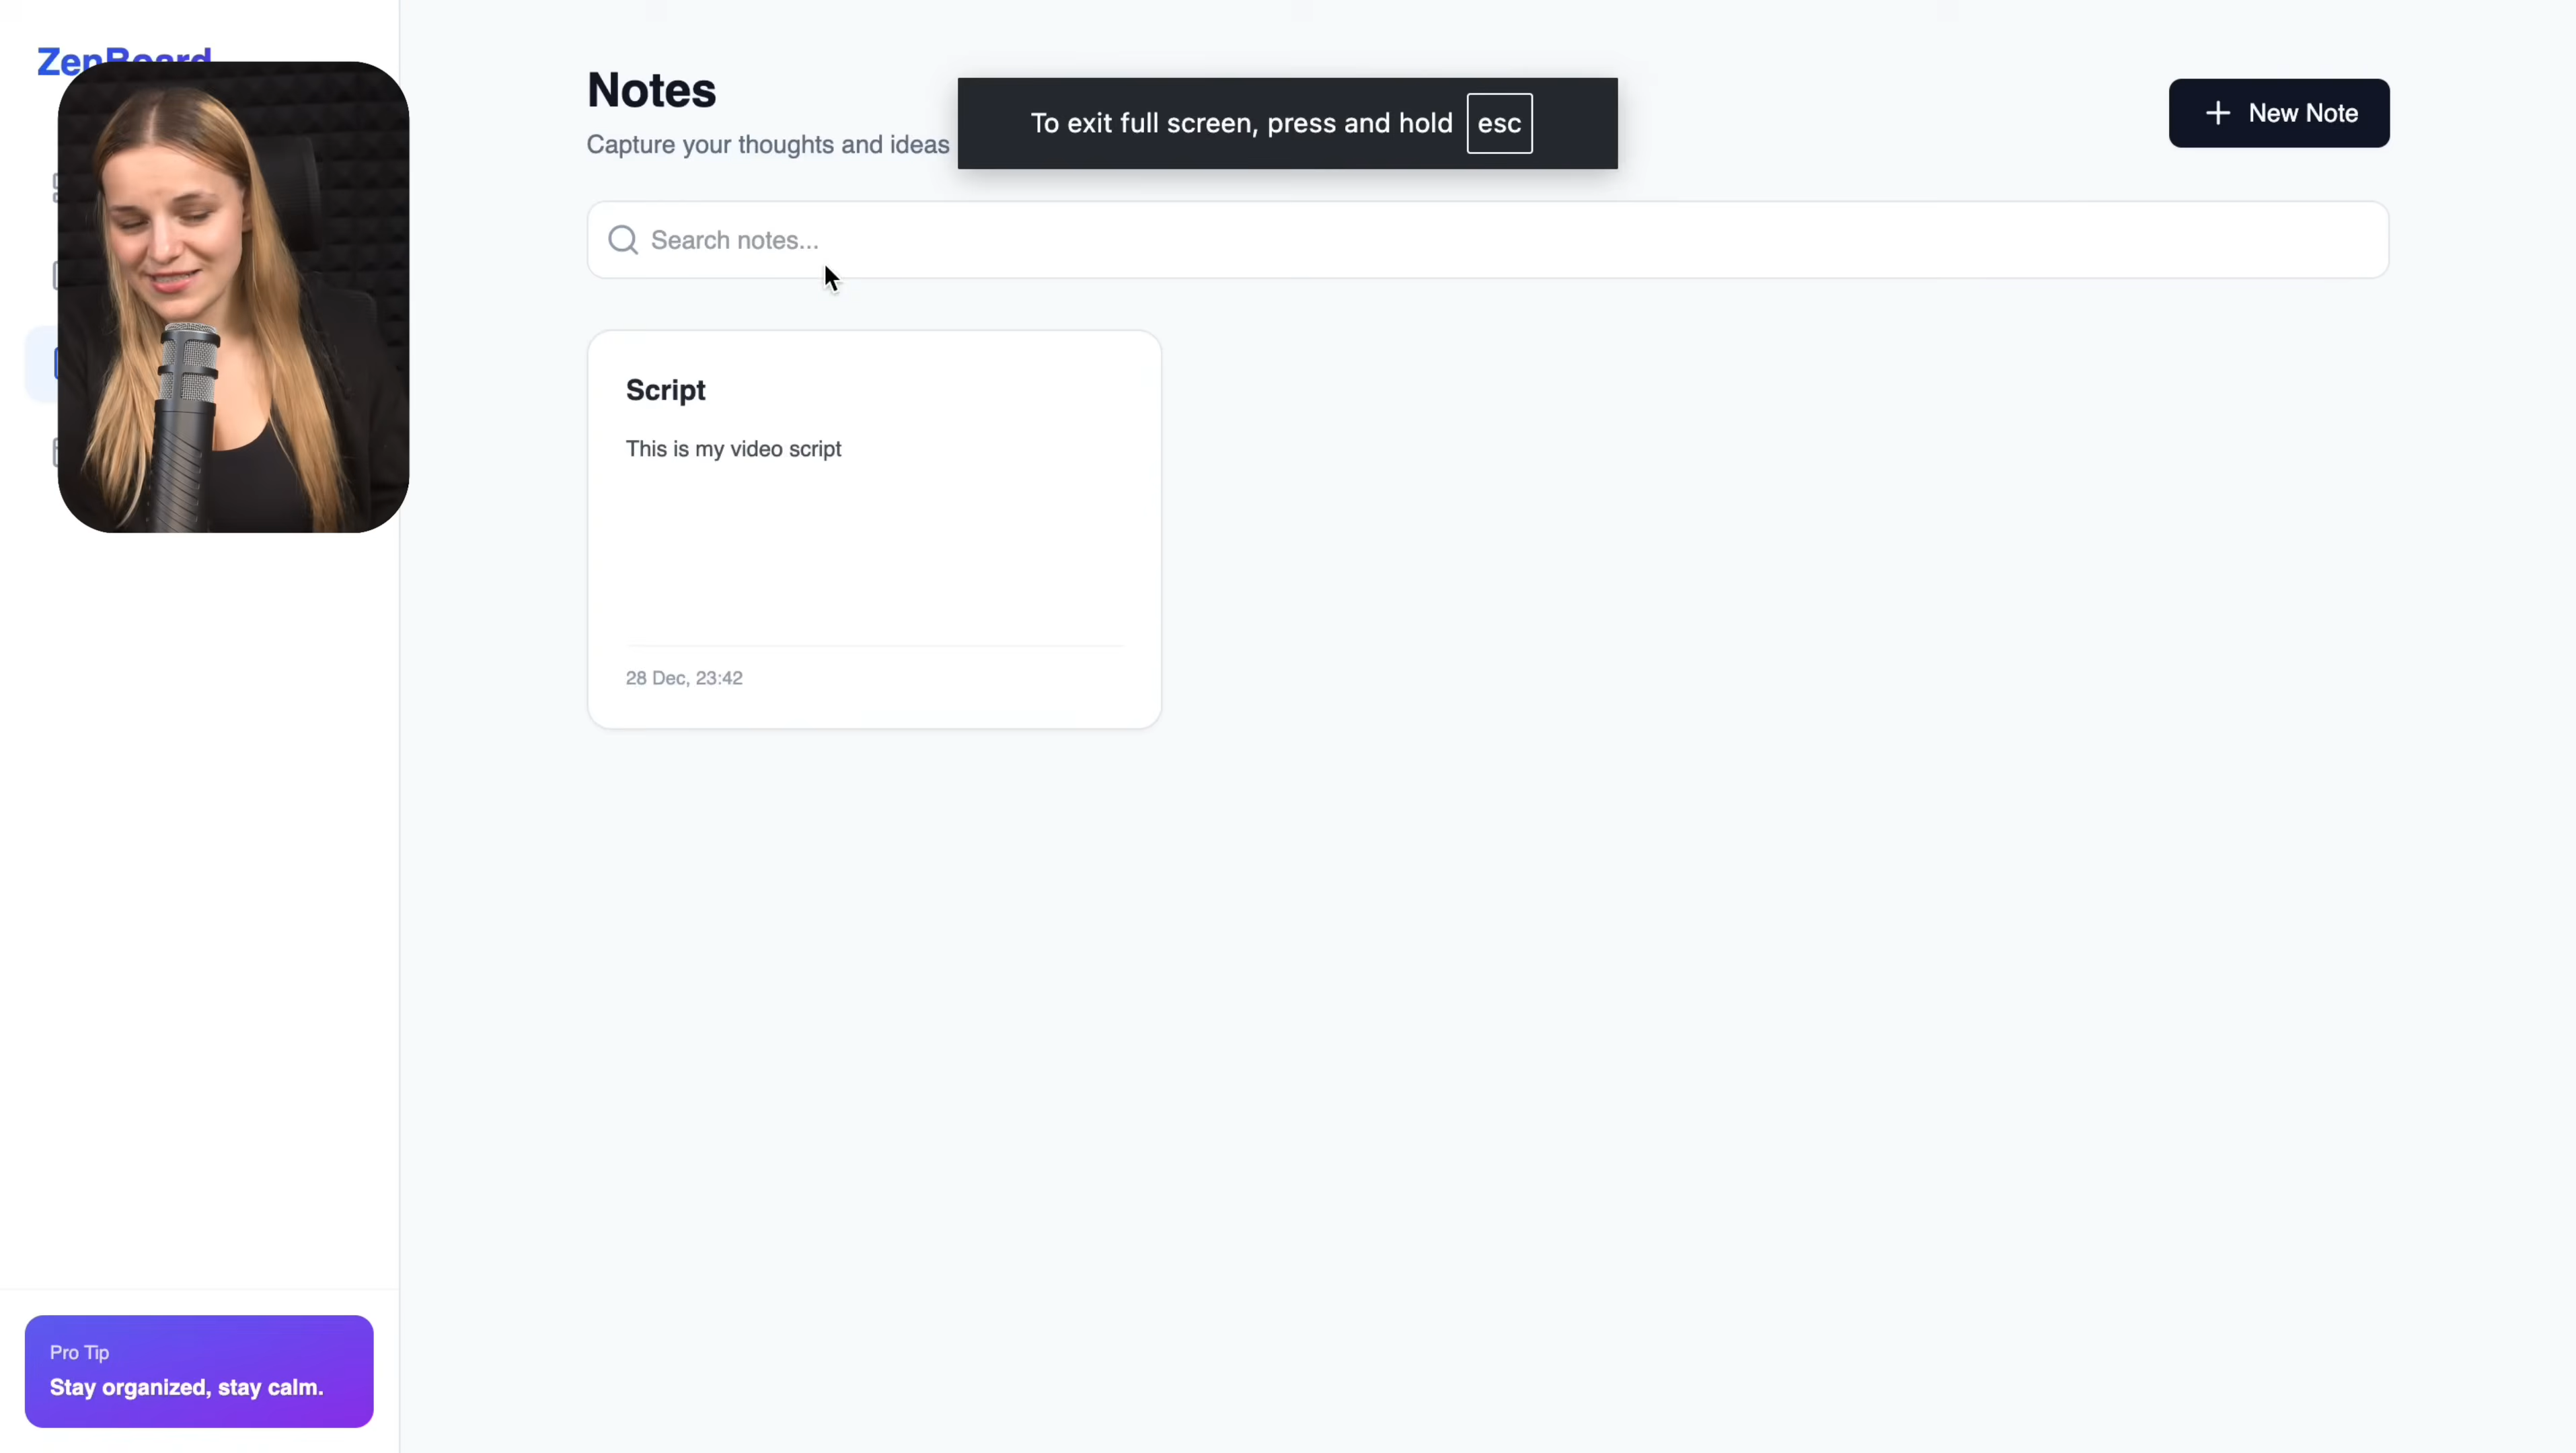 ZenBoard
Notes
Capture your thoughts and ideas
To exit full screen, press and hold esc
New Note
Search notes...
Script
This is my video script
28 Dec, 23:42
Pro Tip
Stay organized, stay calm.